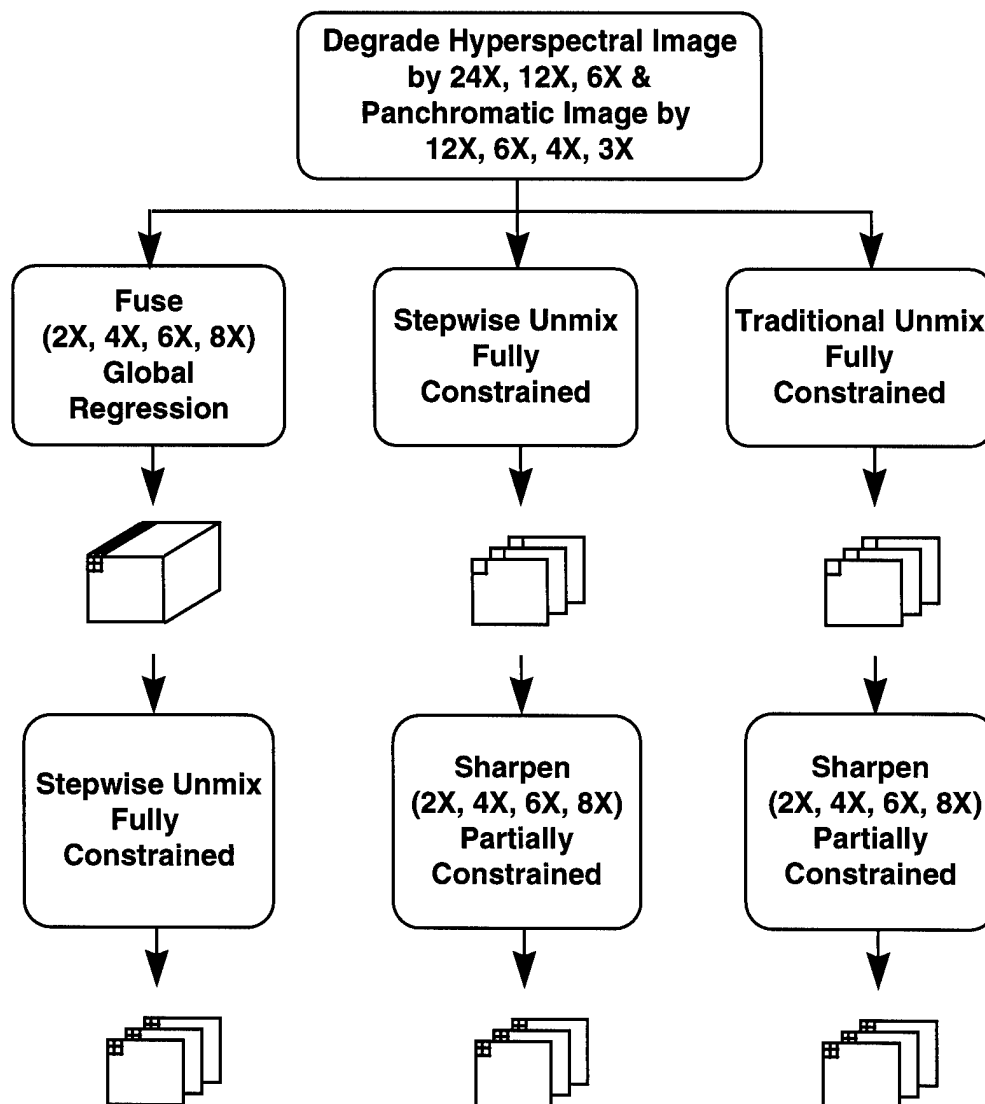 Degrade Hyperspectral Image
by 24X, 12X, 6X &
Panchromatic Image by
12X, 6X, 4X, 3X
Fuse
(2X, 4X, 6X, 8X)
Global
Regression
Stepwise Unmix
Fully
Constrained
Traditional Unmix
Fully
Constrained
Stepwise Unmix
Fully
Constrained
Sharpen
(2X, 4X, 6X, 8X)
Partially
Constrained
Sharpen
(2X, 4X, 6X, 8X)
Partially
Constrained